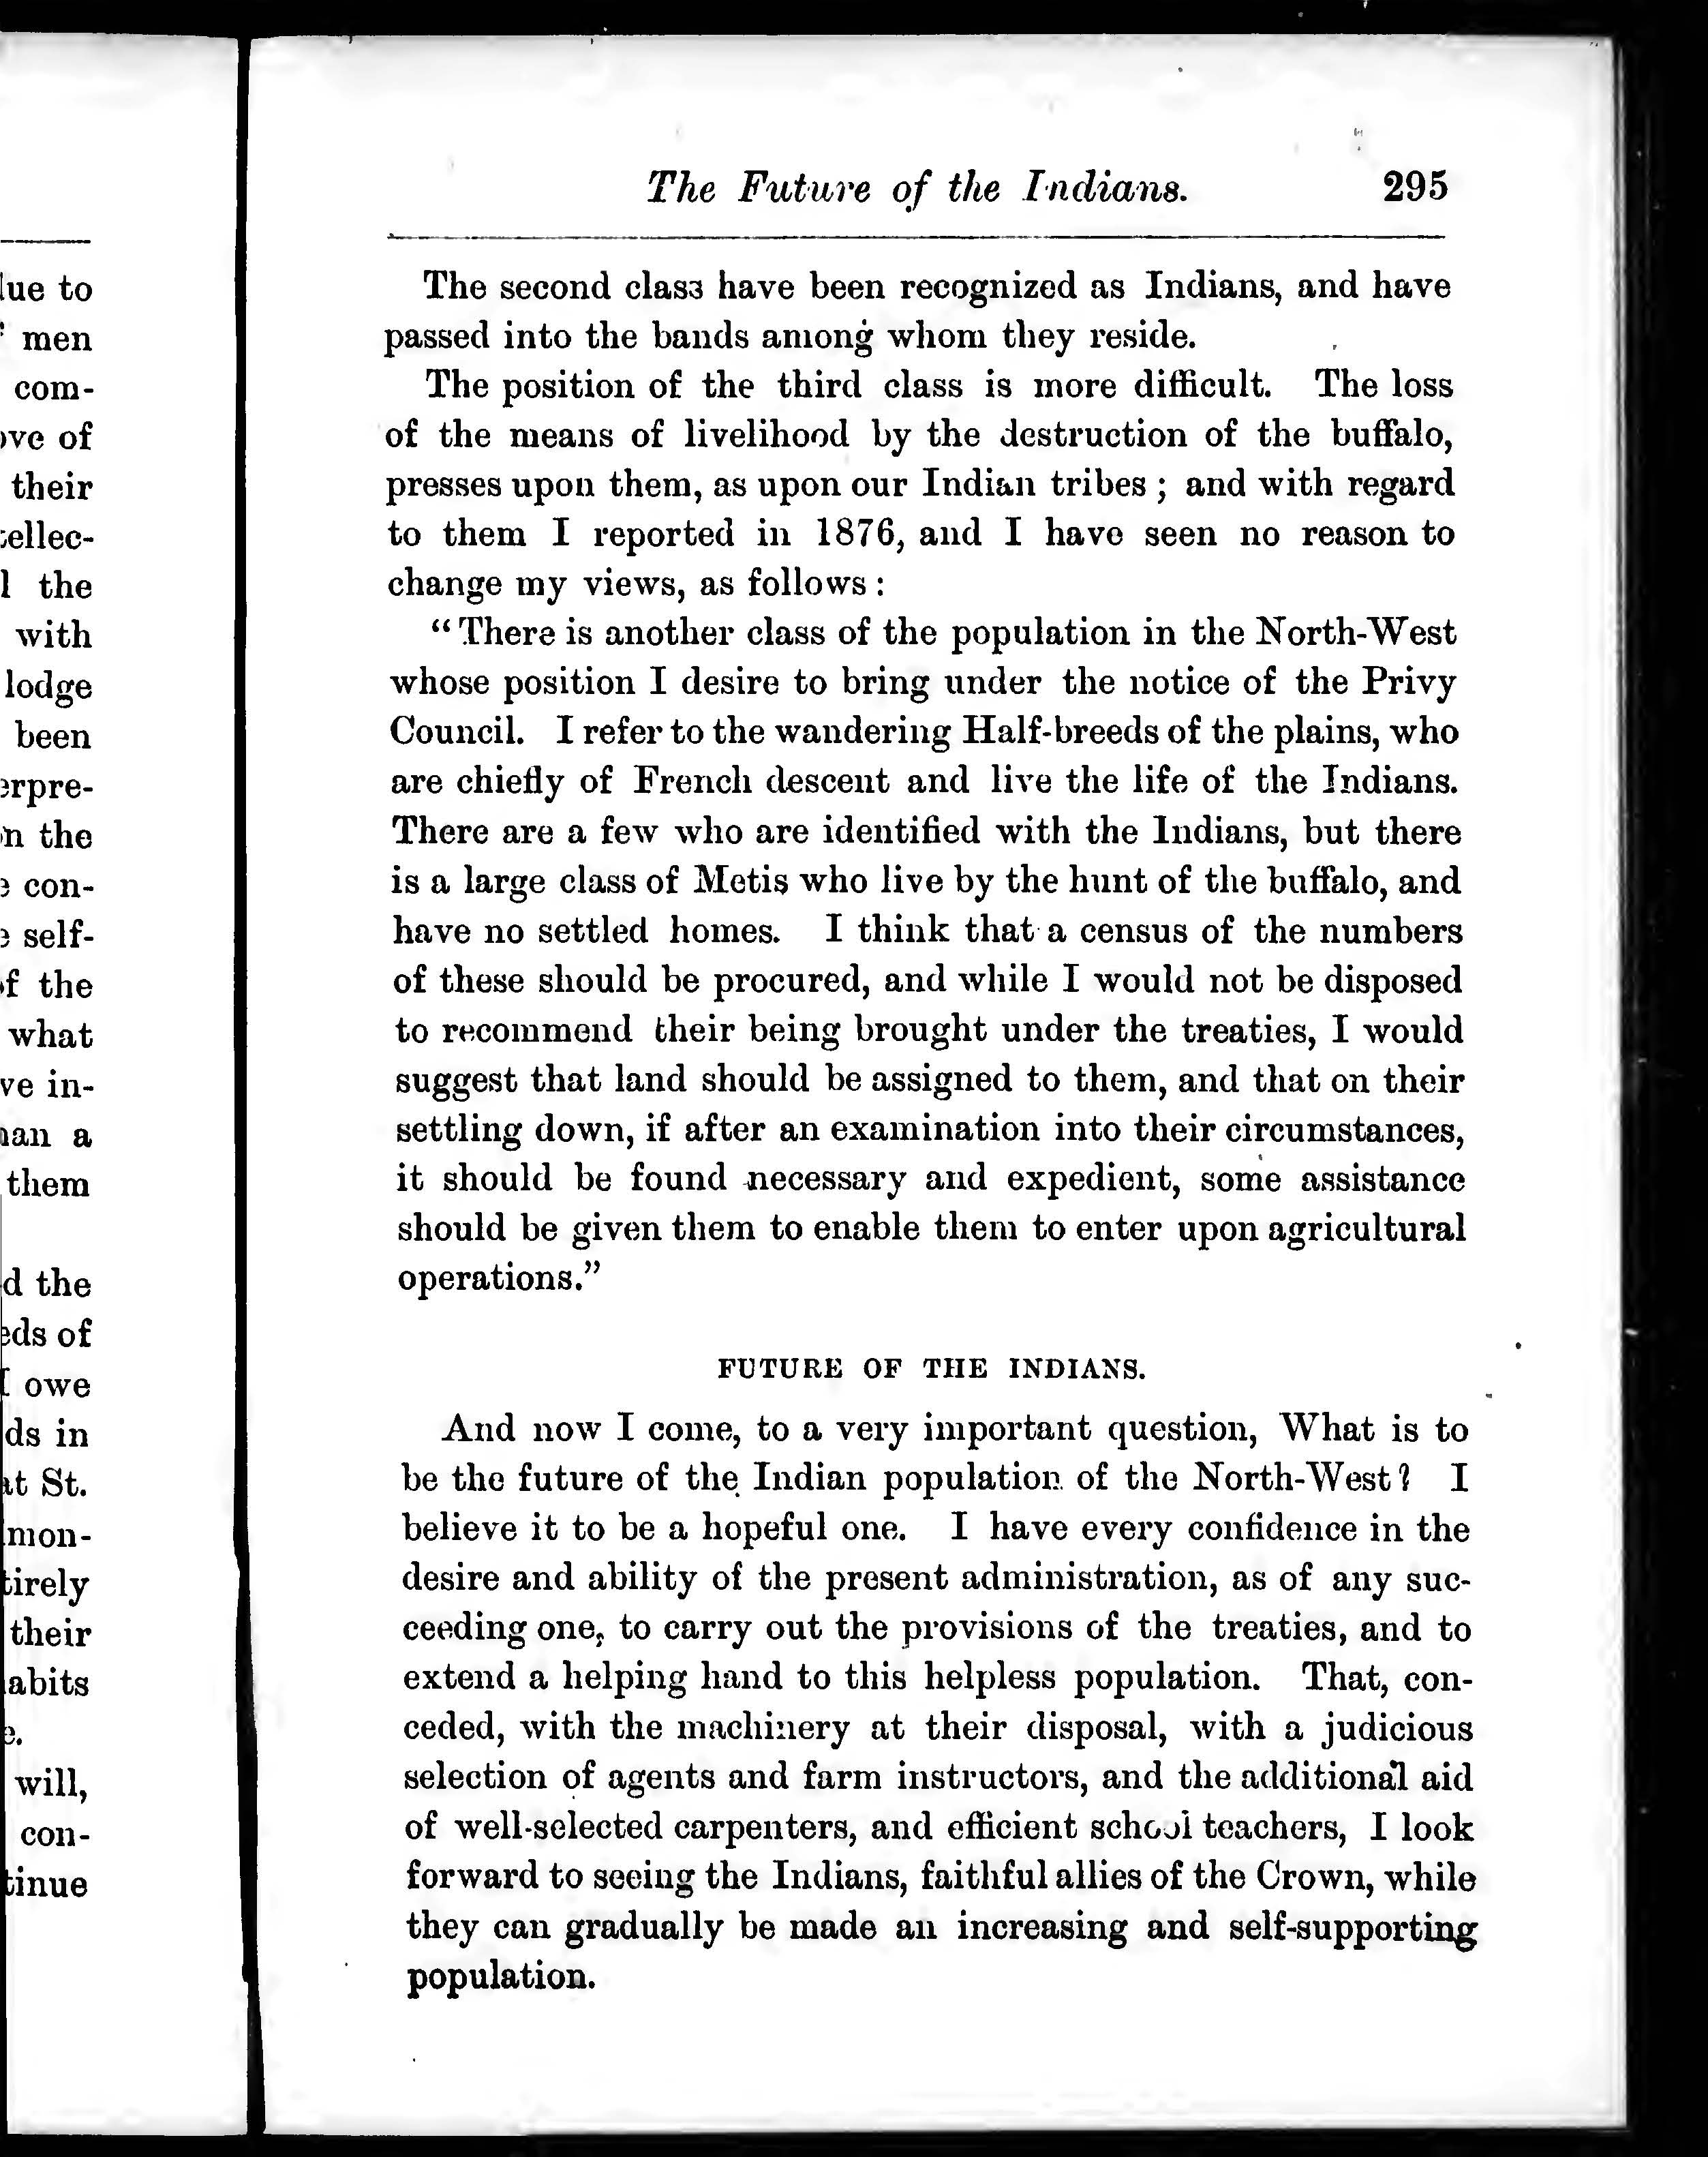 The Future of the Indians. 295
The second class have been recognized as Indians, and have
passed into the bands among whom they reside.
The position of the third class is more difficult. The loss
of the means of livelihood by the destruction of the buffalo,
presses upon them, as upon our Indian tribes ; and with regard
to them I reported in 1876, and I have seen no reason to
change my views, as follows :
“ There is another class of the population in the North-West
whose position I desire to bring under the notice of the Privy
Council. I refer to the wandering Half-breeds of the plains, who
are chiefly of French descent and live the life of the Indians.
There are a few who are identified with the Indians, but there
is a large class of Metis who live by the hunt of the buffalo, and
have no settled homes. I think that a census of the numbers
of these should be procured, and while I would not be disposed
to recommend their being brought under the treaties, I would
suggest that land should be assigned to them, and that on their
settling down, if after an examination into their circumstances,
it should be found necessary and expedient, some assistance
should be given them to enable them to enter upon agricultural
operations.”
FUTURE OF THE INDIANS.
And now I come, to a very important question, What is to
be the future of the Indian population of the North-West ? I
believe it to be a hopeful one. I have every confidence in the
desire and ability of the present administration, as of any suc-
ceeding one, to carry out the provisions of the treaties, and to
extend a helping hand to this helpless population. That, con-
ceded, with the machinery at their disposal, with a judicious
selection of agents and farm instructors, and the additional aid
of well-selected carpenters, and efficient school teachers, I look
forward to seeing the Indians, faithful allies of the Crown, while
they can gradually be made an increasing and self-supporting
population.
to
men
com-
of
their
the
with
lodge
been
the
con-
self-
the
what
in-
a
them
the
of
owe
in
St.
their
will,
con-